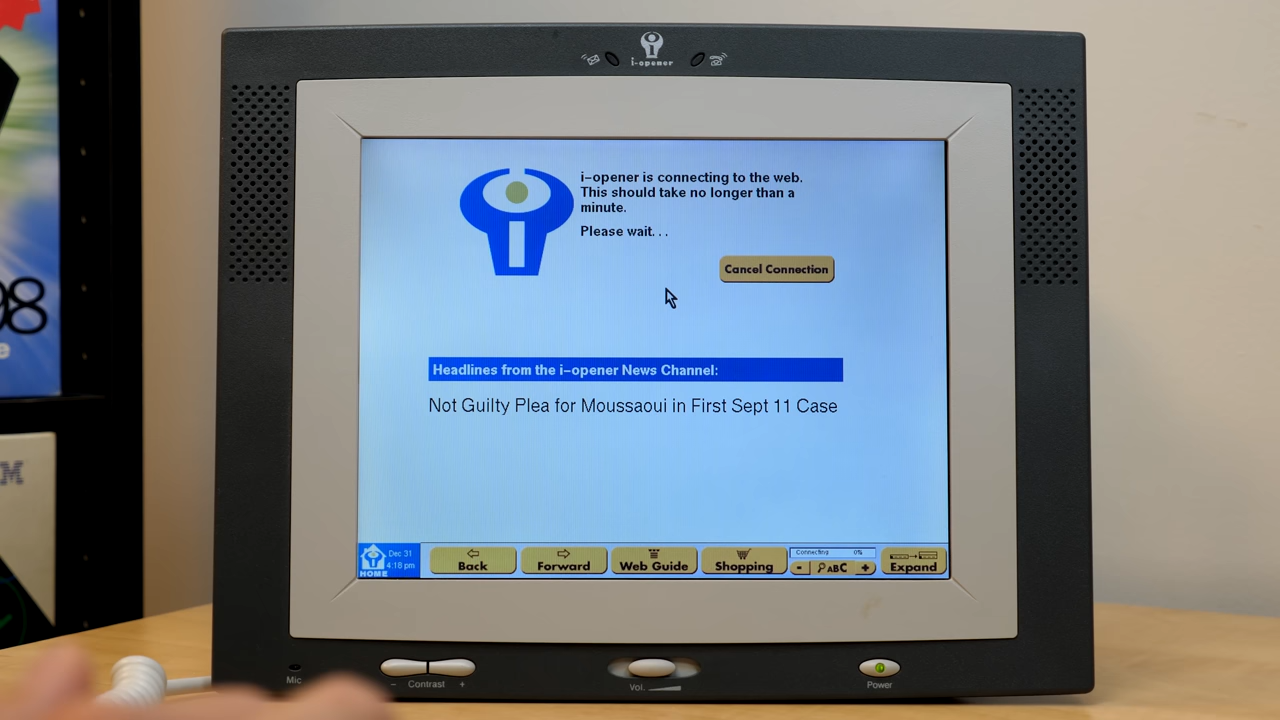 i-opener
i-opener is connecting to the web.
This should take no longer than a
minute.
Please wait...
Cancel Connection
Headlines from the i-opener News Channel:
Not Guilty Plea for Moussaoui in First Sept 11 Case
Dec 31
4:18 pm
HOME
Back
Forward
Web Guide
Shopping
Connecting 0%
- ABC +
Expand
98
e
M
Mic
- Contrast +
Vol.
Power